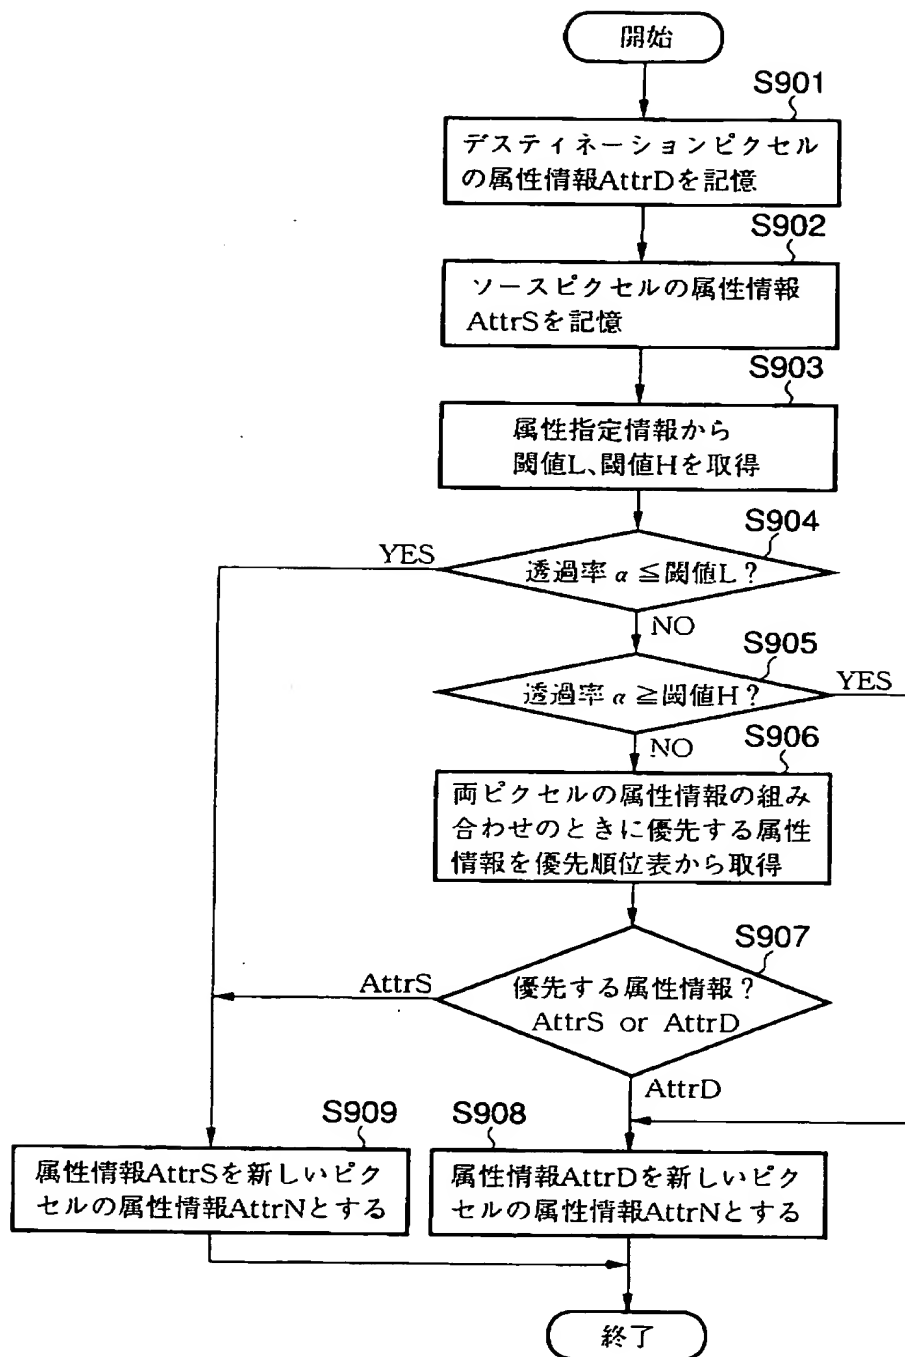 開始
S901
デスティネーションピクセル
の属性情報AttrDを記憶
S902
ソースピクセルの属性情報
AttrSを記憶
S903
属性指定情報から
閾値L、閾値Hを取得
S904
YES
透過率α≦閾値L?
NO
S905
透過率α≧閾値H?
YES
NO
S906
両ピクセルの属性情報の組み
合わせのときに優先する属性
情報を優先順位表から取得
S907
AttrS
優先する属性情報?
AttrS or AttrD
AttrD
S909
属性情報AttrSを新しいピク
セルの属性情報AttrNとする
S908
属性情報AttrDを新しいピク
セルの属性情報AttrNとする
終了